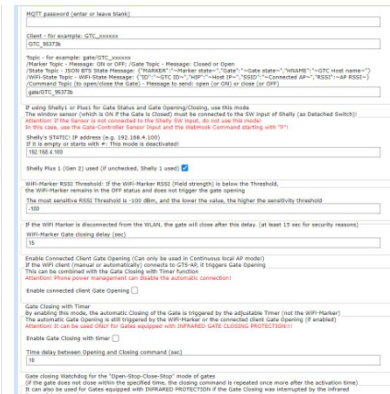 MQTT password (enter or leave blank)
Client - for example: GTC_xxxxxx
GTC_96373b
Topic - for example: gate/GTC_xxxxxx
/Marker Topic - Message: ON or OFF; /Gate Topic - Message: Closed or Open
/State Topic - JSON BTS State Message: {"MARKER":"~Marker state~","Gate":"~Gate state~","HNAME":"~GTC Host name~"}
/WiFi-State Topic - WiFi-State Message: {"ID":"~GTC ID~","HIP":"~Host IP~","SSID":"~Connected AP~","RSSI":"~AP RSSI~"}
/Command Topic (to open/close the Gate) - Message to send: open (or ON) or close (or OFF)
gate/GTC_96373b
If using Shelly1 or Plus1 for Gate Status and Gate Opening/Closing, use this mode
The window sensor (which is ON if the Gate is Closed) must be connected to the SW input of Shelly (as Detached Switch)!
Attention! If the Sensor is not connected to the Shelly SW Input, do not use this mode!
In this case, use the Gate-Controller Sensor Input and the WebHook Command starting with "F"!
Shelly's STATIC! IP address (e.g. 192.168.4.100)
If it is empty or starts with #: This mode is deactivated!
192.168.4.100
Shelly Plus 1 (Gen 2) used (if unchecked, Shelly 1 used)
WiFi-Marker RSSI Threshold: If the WiFi-Marker RSSI (Field strength) is below the Threshold,
the WiFi-Marker remains in the OFF status and does not trigger the gate opening
The most sensitive RSSI Threshold is -100 dBm, and the lower the value, the higher the sensitivity threshold
-100
If the WiFi Marker is disconnected from the WLAN, the gate will close after this delay. (at least 15 sec for security reasons)
WiFi-Marker Gate closing delay (sec)
15
Enable Connected Client Gate Opening (Can only be used in Continuous local AP mode!)
If the WiFi client (manual or automatically) connects to GTS-AP, it triggers Gate Opening
This can be combined with the Gate Closing with Timer function
Attention: Phone power management can disable the automatic connection!
Enable connected client Gate Opening
Gate Closing with Timer
By enabling this mode, the automatic Closing of the Gate is triggered by the adjustable Timer (not the WiFi-Marker)
The automatic Gate Opening is still triggered by the WiFi-Marker or the connected client Gate Opening (if enabled)
Attention! It can be used ONLY for Gates equipped with INFRARED GATE CLOSING PROTECTION!!!
Enable Gate Closing with timer
Time delay between Opening and Closing command (sec)
Gate closing Watchdog for the "Open-Stop-Close-Stop" mode of gates
(if the gate does not close within the specified time, the closing command is repeated once more after the activation time)
It can also be used for Gates equipped with INFRARED PROTECTION if the Gate Closing was interrupted by the infrared